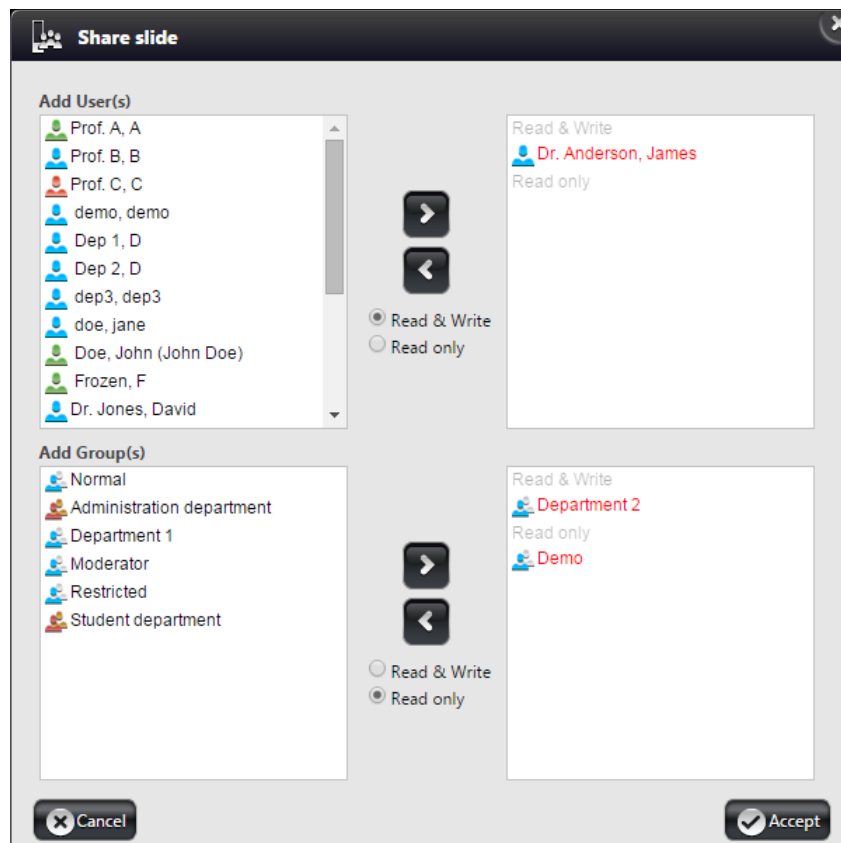 Share slide
Add User(s)
Prof. A, A
Prof. B, B
Prof. C, C
demo, demo
Dep 1, D
Dep 2, D
dep3, dep3
doe, jane
Doe, John (John Doe)
Frozen, F
Dr. Jones, David
Read & Write
Read only
Read & Write
Dr. Anderson, James
Read only
Add Group(s)
Normal
Administration department
Department 1
Moderator
Restricted
Student department
Read & Write
Read only
Read & Write
Department 2
Read only
Demo
Cancel
Accept